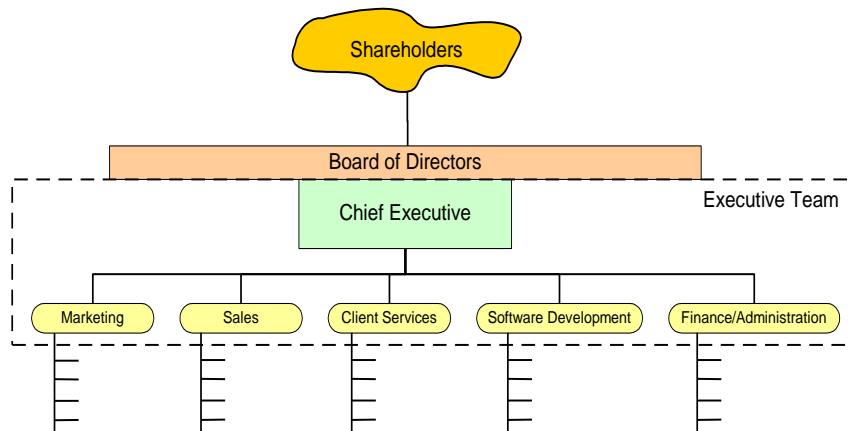 Shareholders
Board of Directors
Executive Team
Chief Executive
Marketing
Sales
Client Services
Software Development
Finance/Administration